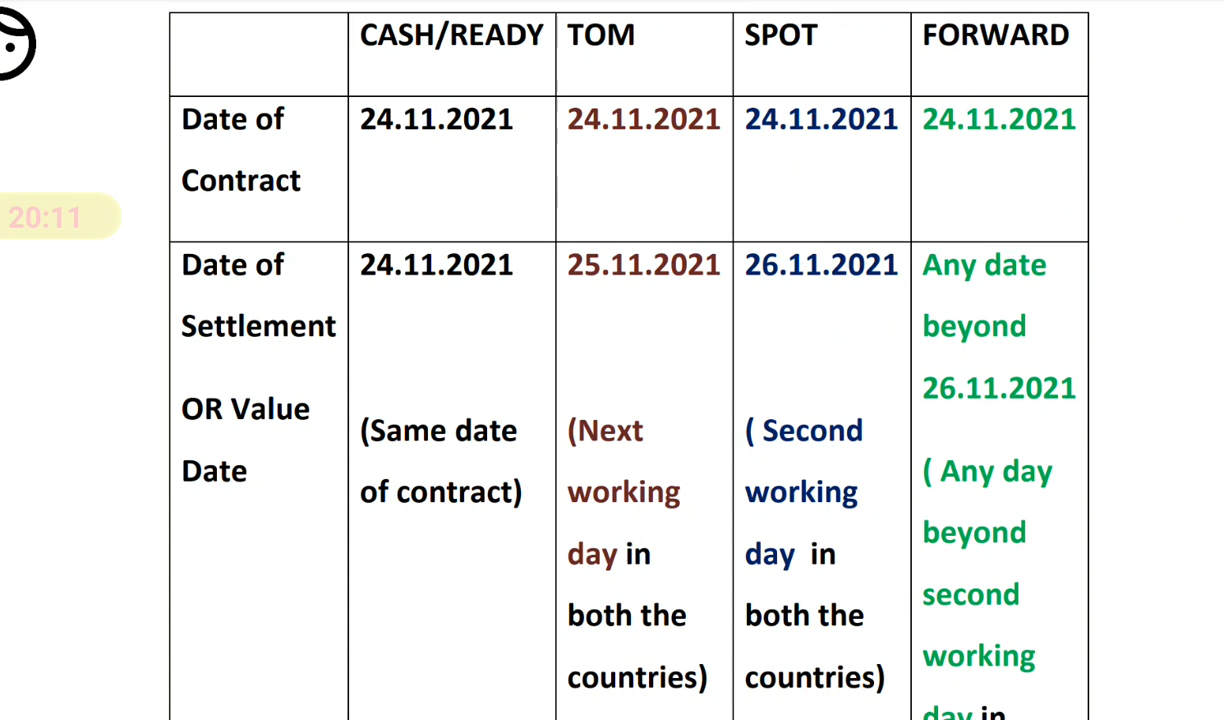 CASH/READY TOM SPOT FORWARD
Date of Contract 24.11.2021 24.11.2021 24.11.2021 24.11.2021
Date of Settlement OR Value Date
24.11.2021 (Same date of contract)
25.11.2021 (Next working day in both the countries)
26.11.2021 ( Second working day in both the countries)
Any date beyond 26.11.2021 ( Any day beyond second working day in
20:11